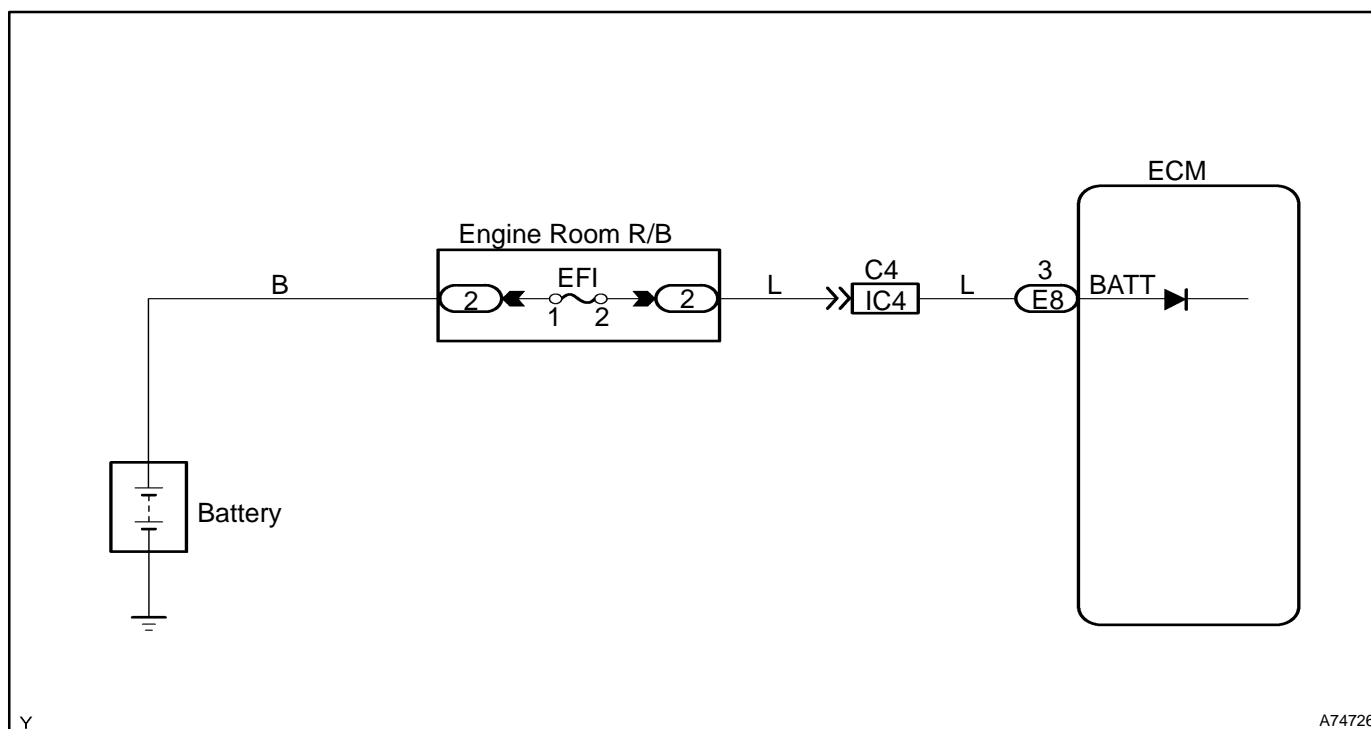 ECM
Engine Room R/B
B
2
EFI
1 2
2
L
C4
IC4
L
3
E8
BATT
Battery
Y
A74726